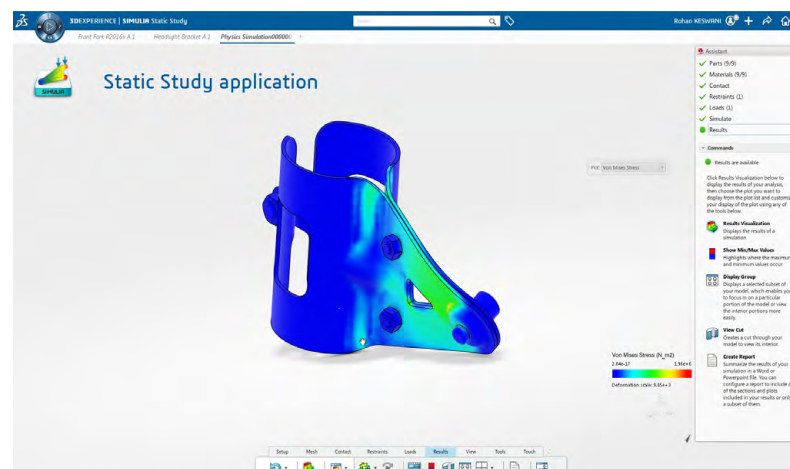 3DEXPERIENCE | SIMULIA Static Study
Search
Rohan KESWANI
Front Fork R2016x A.1
Headlight Bracket A.1
Physics Simulation00000
Static Study application
SIMULIA
Assistant
Parts (9/9)
Materials (9/9)
Contact
Restraints (1)
Loads (1)
Simulate
Results
Commands
Results are available
Click Results Visualization below to
display the results of your analysis,
then choose the plot you want to
display from the plot list and customi
your display of the plot using any of
the tools below.
Results Visualization
Displays the results of a
simulation.
Show Min/Max Values
Highlights where the maximum
and minimum values occur.
Display Group
Displays a selected subset of
your model, which enables you
to focus in on a particular
portion of the model or view
the interior portions more
easily.
View Cut
Creates a cut through your
model to view its interior.
Create Report
Summarize the results of your
simulation in a Word or
Powerpoint file. You can
configure a report to include a
of the sections and plots
included in your results or only
a subset of them.
Plot Von Mises Stress
Von Mises Stress (N_m2)
Deformation scale:
Setup Mesh Contact Restraints Loads Results View Tools Touch